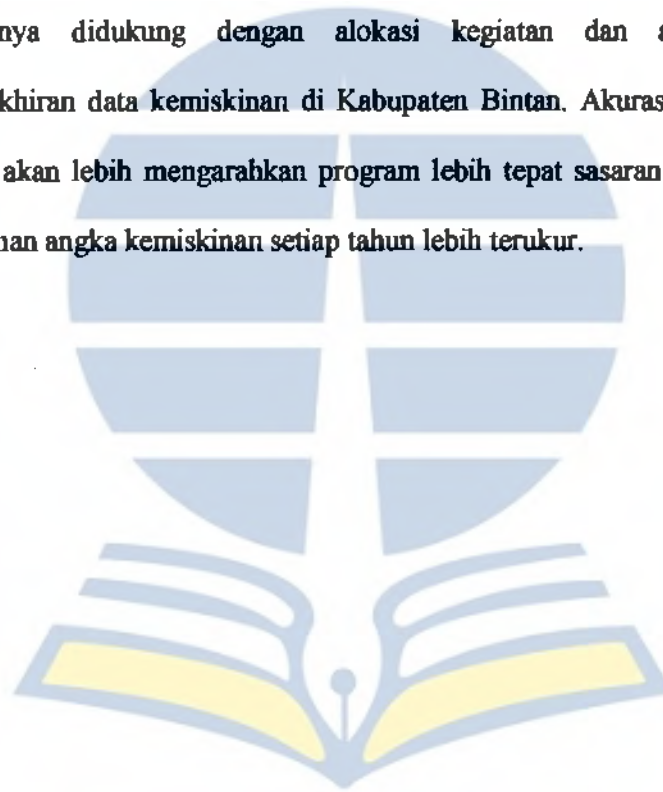 nya didukung dengan alokasi kegiatan dan a
khiran data kemiskinan di Kabupaten Bintan. Akuras
akan lebih mengarahkan program lebih tepat sasaran
nan angka kemiskinan setiap tahun lebih terukur.